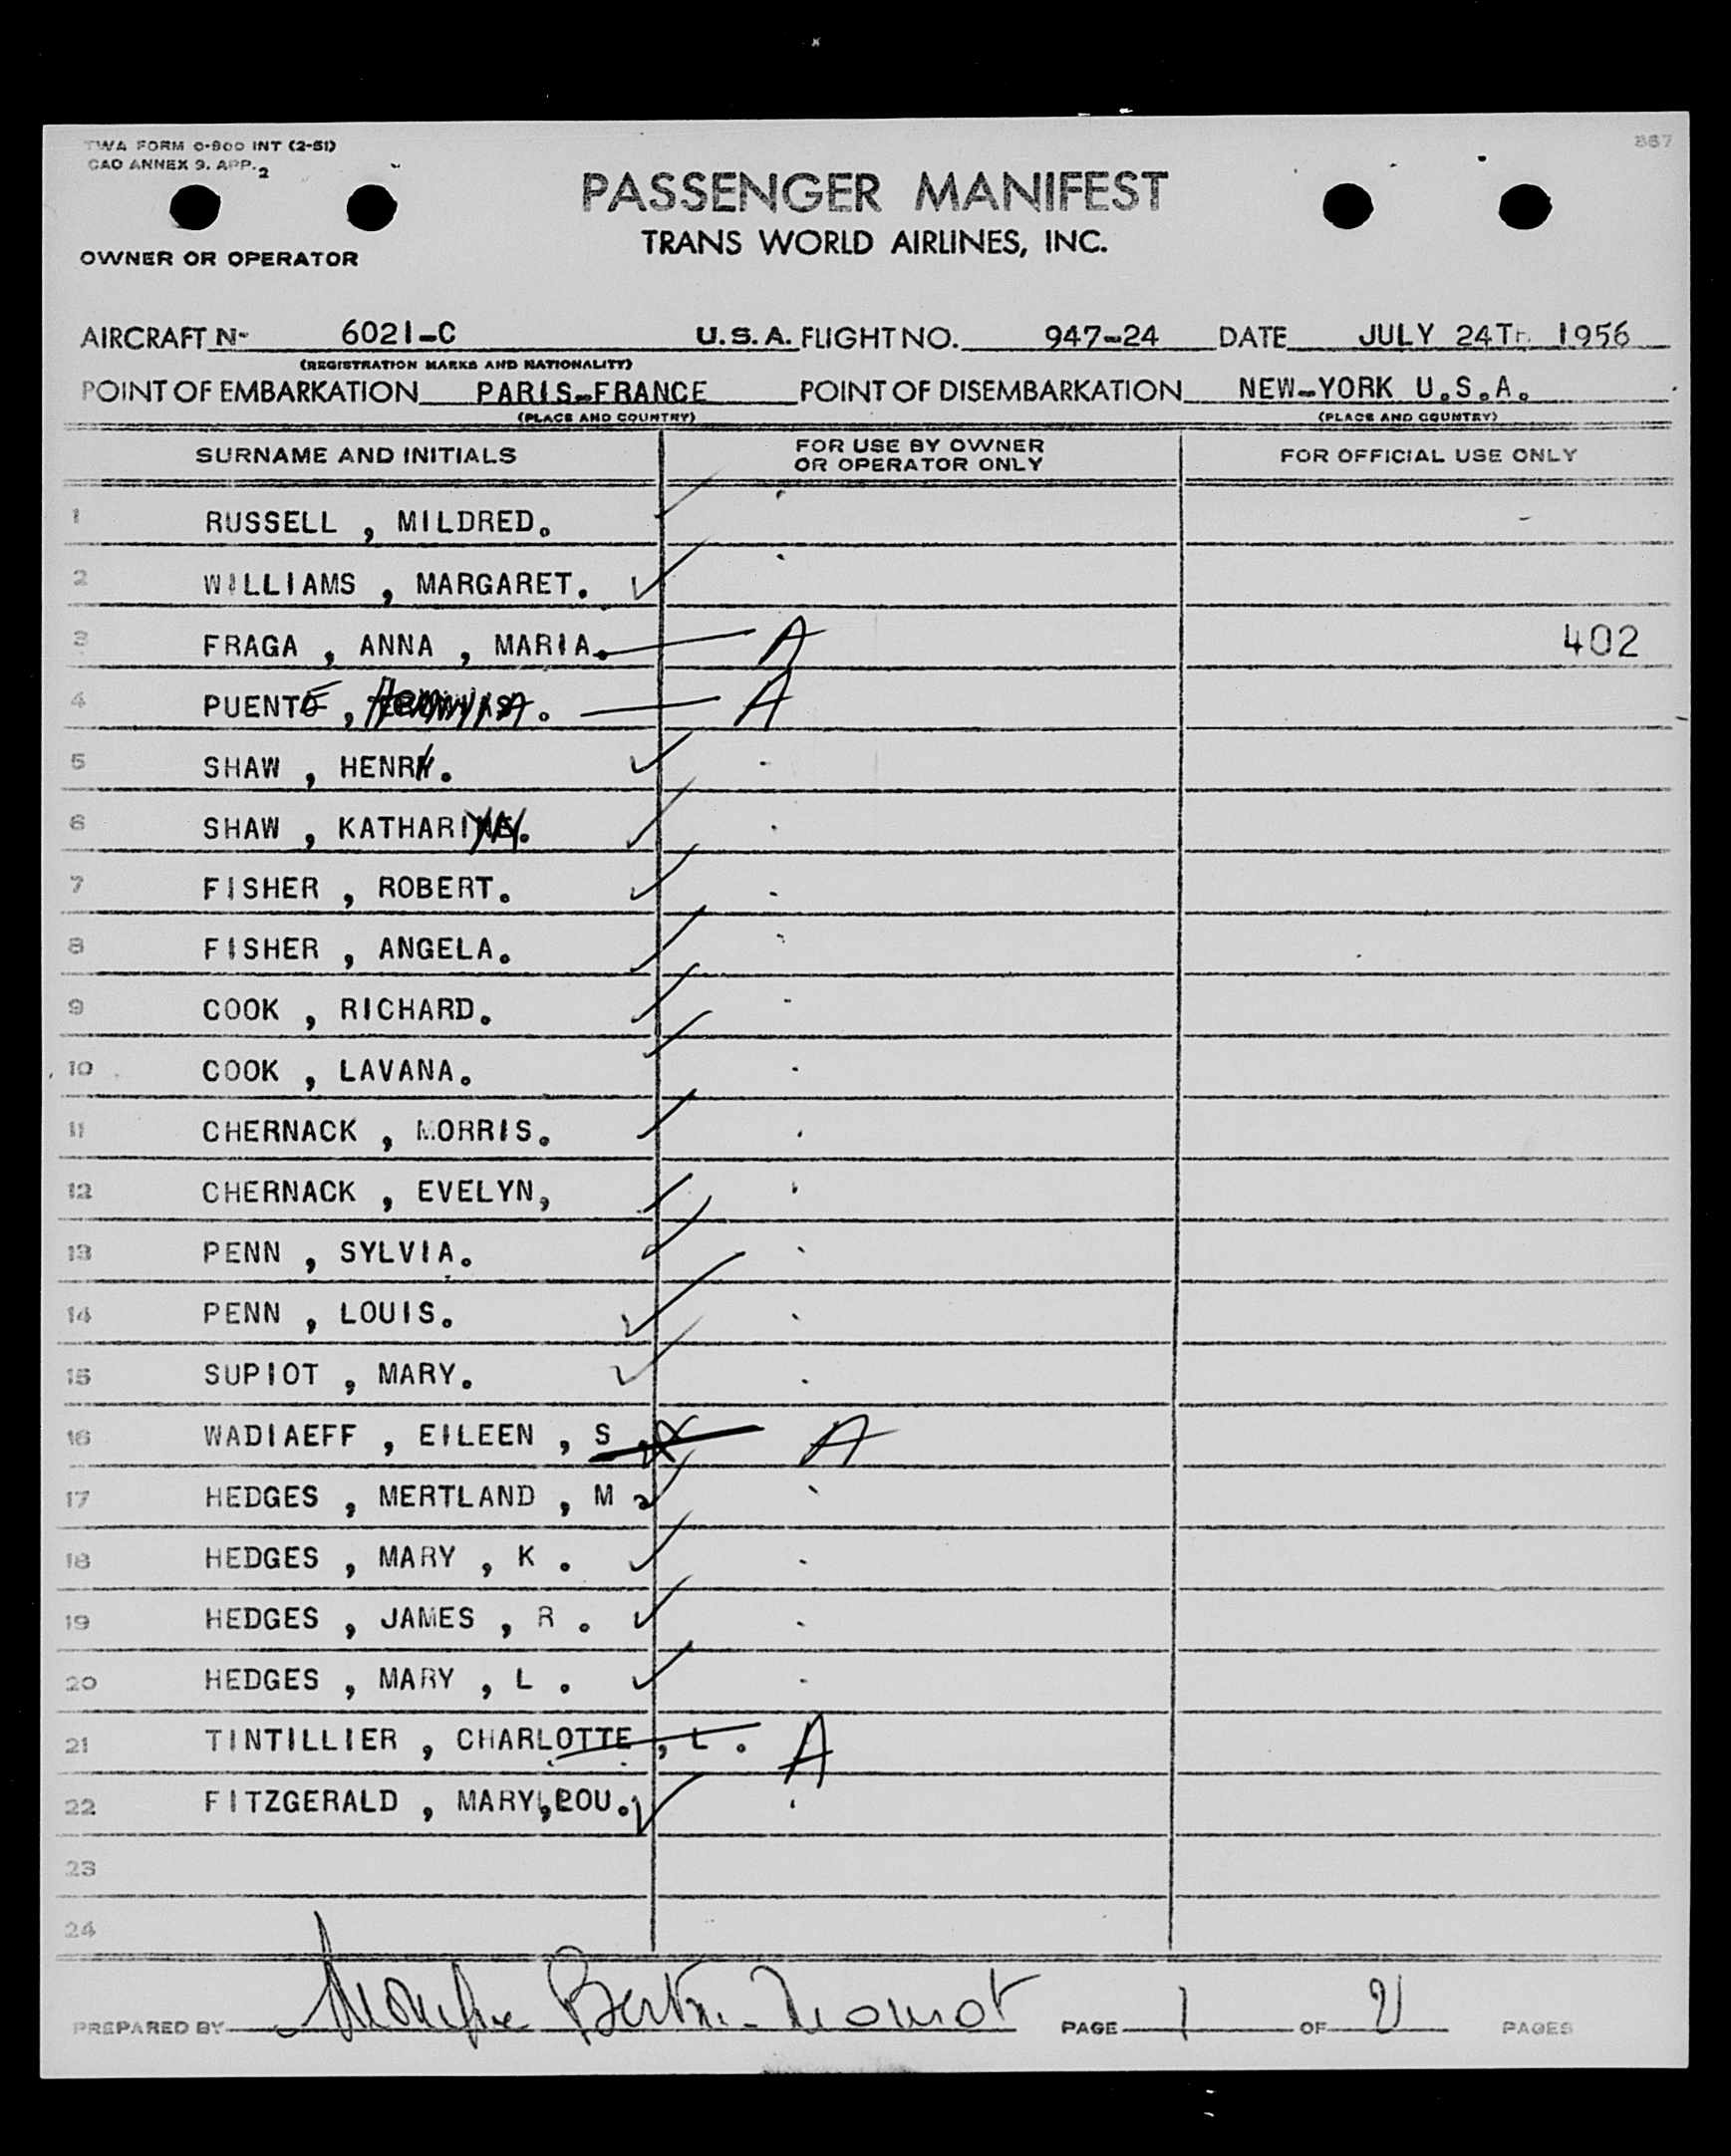 TWA FORM O-800 INT (2-51)
CAO ANNEX 9. APP. 2
867
PASSENGER MANIFEST
TRANS WORLD AIRLINES, INC.
OWNER OR OPERATOR
AIRCRAFT N- 6021-C U.S.A. FLIGHT NO. 947-24 DATE JULY 24TH 1956
(REGISTRATION MARKS AND NATIONALITY)
POINT OF EMBARKATION PARIS-FRANCE POINT OF DISEMBARKATION NEW-YORK U.S.A.
(PLACE AND COUNTRY) (PLACE AND COUNTRY)
SURNAME AND INITIALS FOR USE BY OWNER OR OPERATOR ONLY FOR OFFICIAL USE ONLY
1 RUSSELL , MILDRED.
2 WILLIAMS , MARGARET.
3 FRAGA , ANNA , MARIA. A 402
4 PUENTE , A
5 SHAW , HENRY.
6 SHAW , KATHARI
7 FISHER , ROBERT.
8 FISHER , ANGELA.
9 COOK , RICHARD.
10 COOK , LAVANA.
11 CHERNACK , MORRIS.
12 CHERNACK , EVELYN,
13 PENN , SYLVIA.
14 PENN , LOUIS.
15 SUPIOT , MARY.
16 WADIAEFF , EILEEN , S . A
17 HEDGES , MERTLAND , M
18 HEDGES , MARY , K .
19 HEDGES , JAMES , R .
20 HEDGES , MARY , L .
21 TINTILLIER , CHARLOTTE , L . A
22 FITZGERALD , MARY,LOU.
23
24
PREPARED BY PAGE 1 OF PAGES